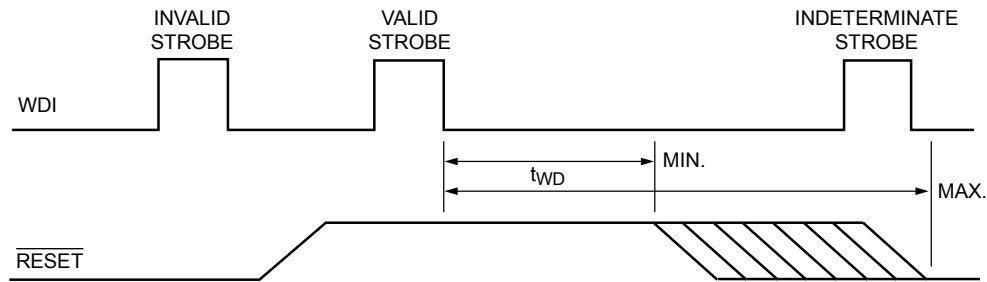 INVALID
STROBE
VALID
STROBE
INDETERMINATE
STROBE
WDI
MIN.
tWD
MAX.
RESET